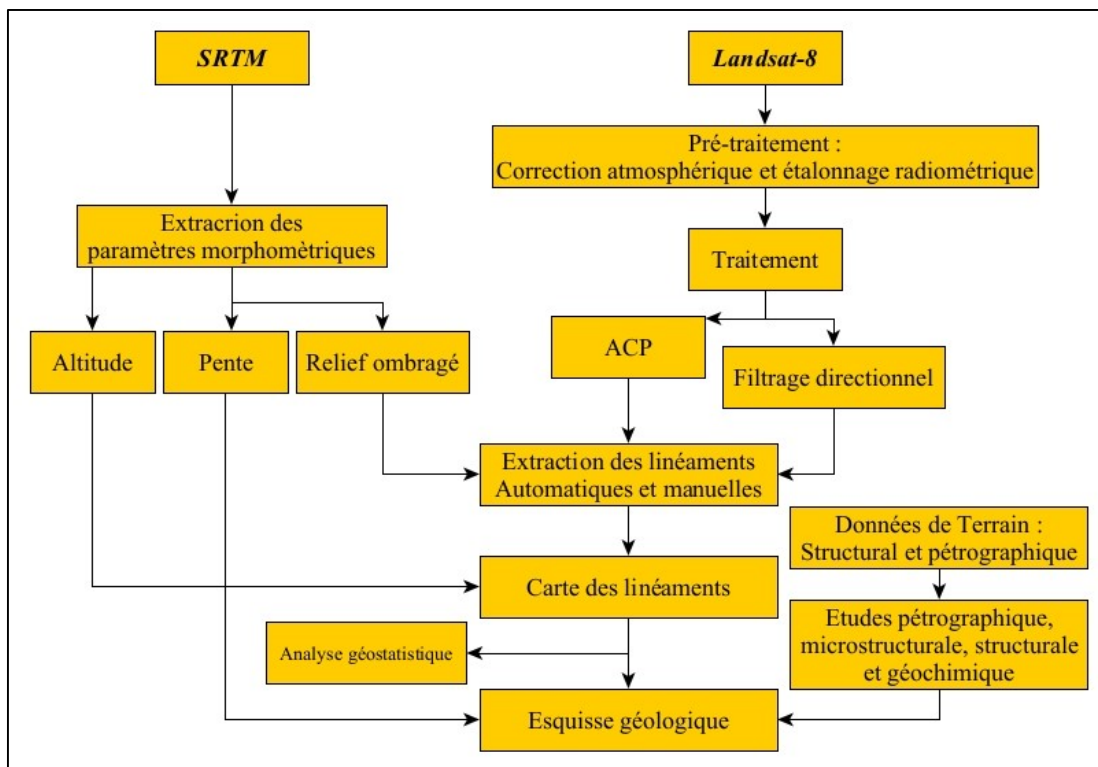 SRTM
Landsat-8
Pré-traitement :
Correction atmosphérique et étalonnage radiométrique
Extracrion des
paramètres morphomètriques
Traitement
Altitude
Pente
Relief ombragé
ACP
Filtrage directionnel
Extraction des linéaments
Automatiques et manuelles
Données de Terrain :
Structural et pétrographique
Carte des linéaments
Etudes pétrographique,
microstructurale, structurale
et géochimique
Analyse géostatistique
Esquisse géologique